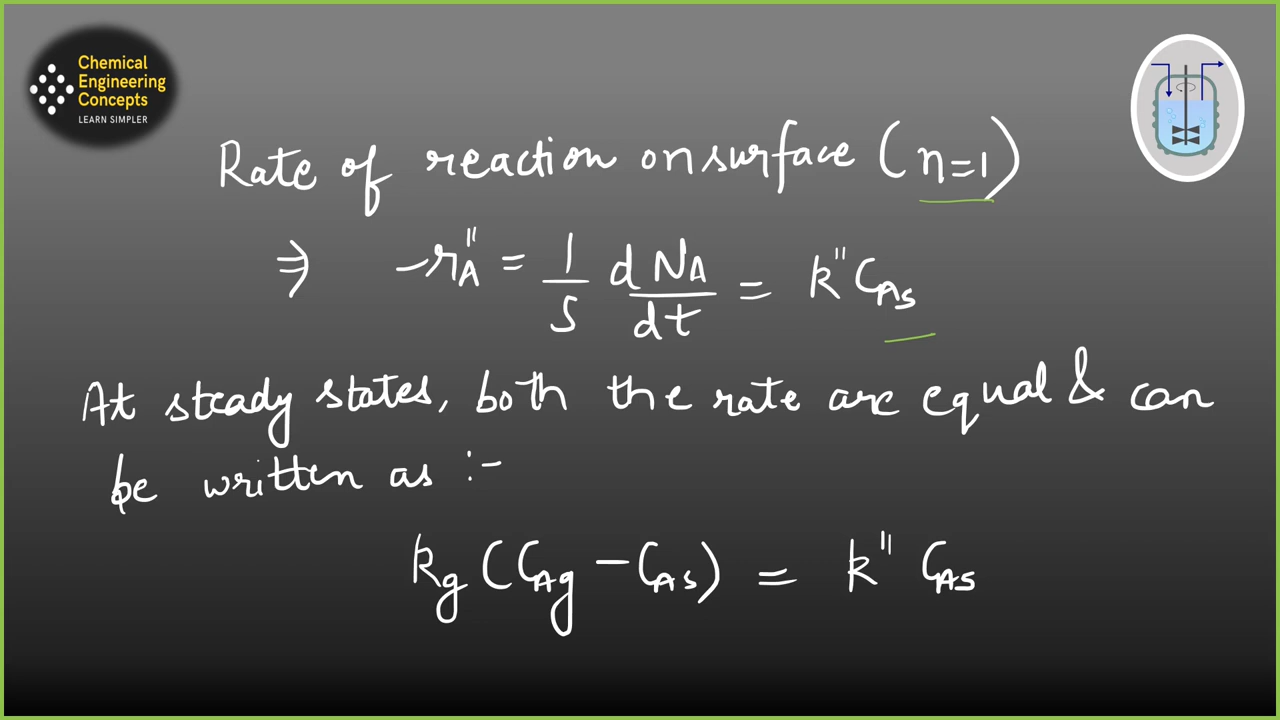 Chemical
Engineering
Concepts
LEARN SIMPLER
Rate of reaction on surface (n=1)
⇒ -r"A = 1/S dNA/dt = k" CAs
At steady states, both the rate are equal & can
be written as :-
kg (CAg - CAs) = k" CAs